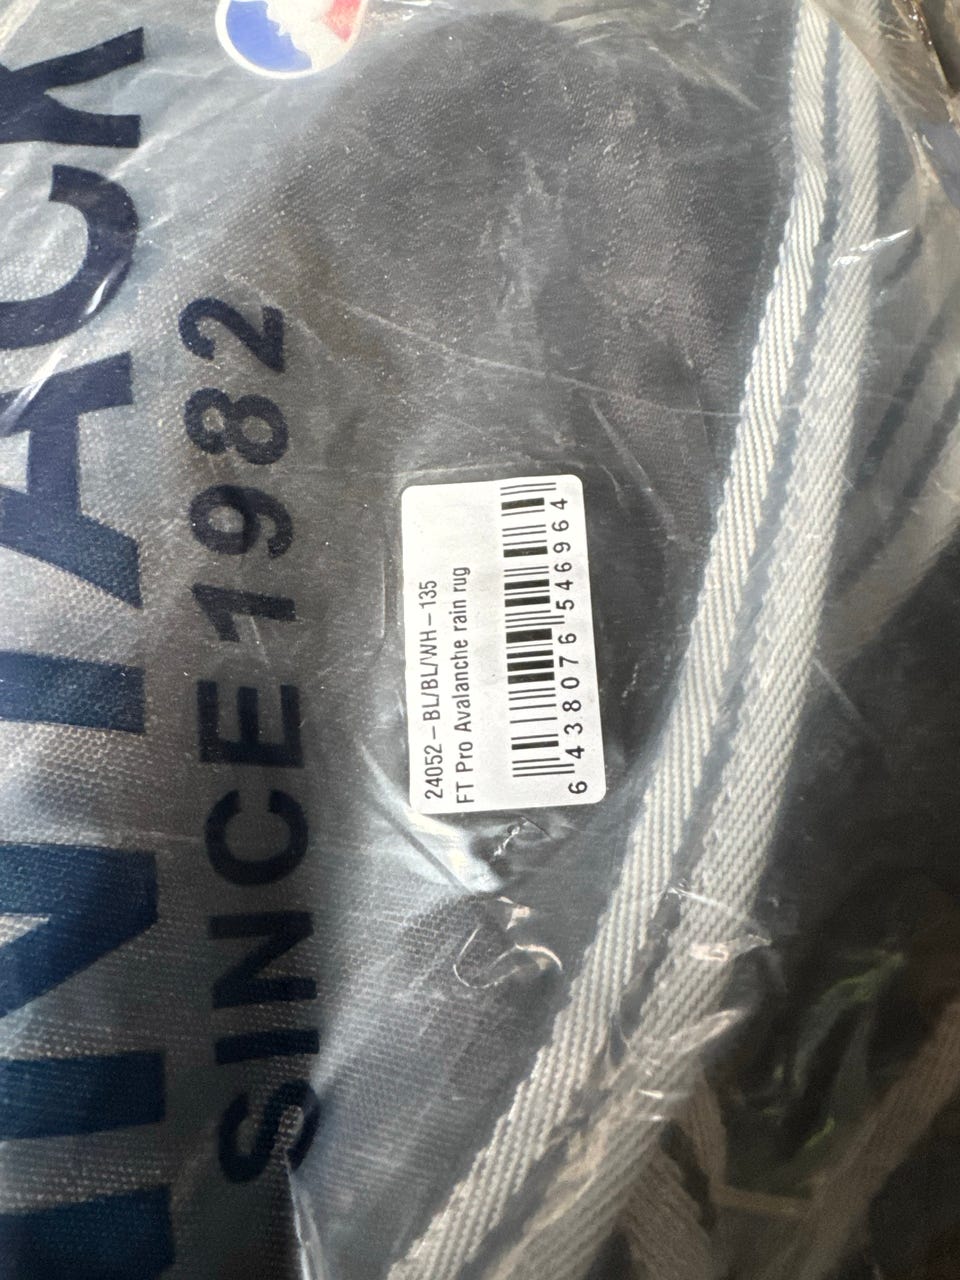 SINCE 1982
24052 – BL/BL/WH – 135
FT Pro Avalanche rain rug
6 438076 546964